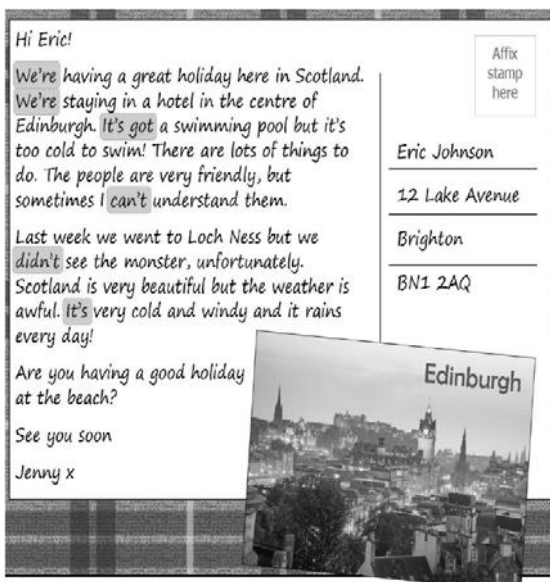 Hi Eric!
We're having a great holiday here in Scotland.
We're staying in a hotel in the centre of
Edinburgh. It's got a swimming pool but it's
too cold to swim! There are lots of things to
do. The people are very friendly, but
sometimes I can't understand them.
Last week we went to Loch Ness but we
didn't see the monster, unfortunately.
Scotland is very beautiful but the weather is
awful. It's very cold and windy and it rains
every day!
Are you having a good holiday
at the beach?
See you soon
Jenny x
Affix
stamp
here
Eric Johnson
12 Lake Avenue
Brighton
BN1 2AQ
Edinburgh